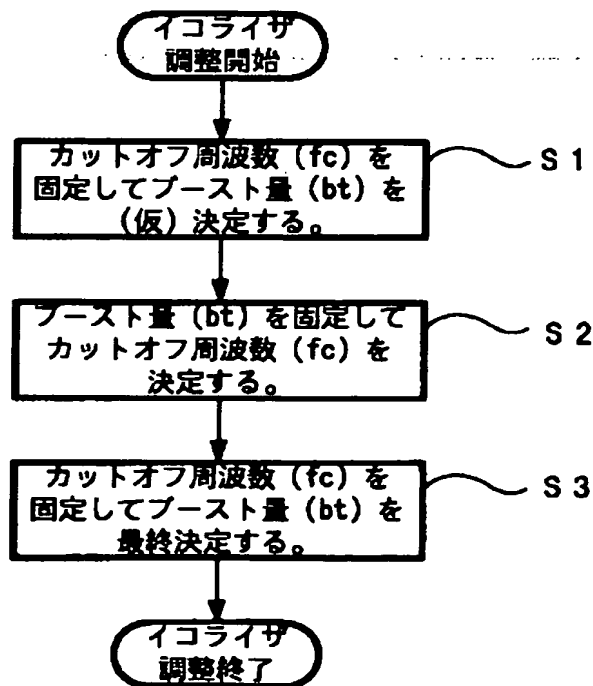 イコライザ
調整開始
カットオフ周波数（fc）を
固定してブースト量（bt）を
（仮）決定する。
S 1
ブースト量（bt）を固定して
カットオフ周波数（fc）を
決定する。
S 2
カットオフ周波数（fc）を
固定してブースト量（bt）を
最終決定する。
S 3
イコライザ
調整終了